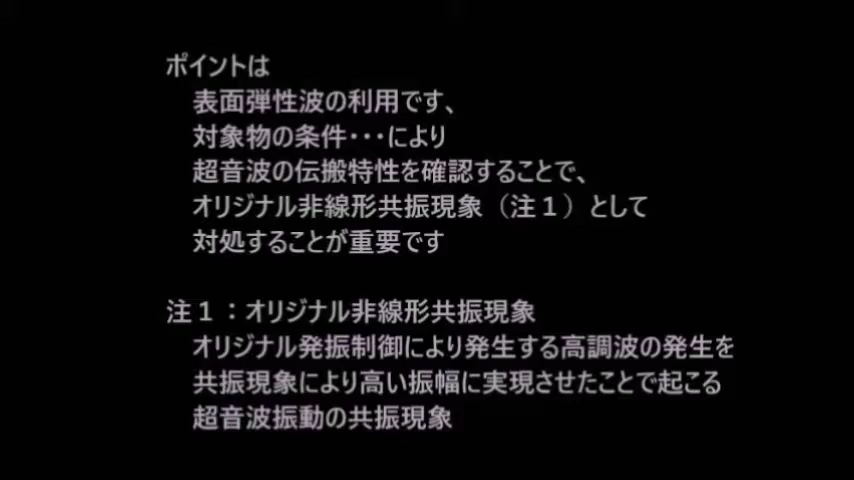 ポイントは
表面弾性波の利用です、
対象物の条件・・・により
超音波の伝搬特性を確認することで、
オリジナル非線形共振現象（注１）として
対処することが重要です
注１：オリジナル非線形共振現象
オリジナル発振制御により発生する高調波の発生を
共振現象により高い振幅に実現させたことで起こる
超音波振動の共振現象